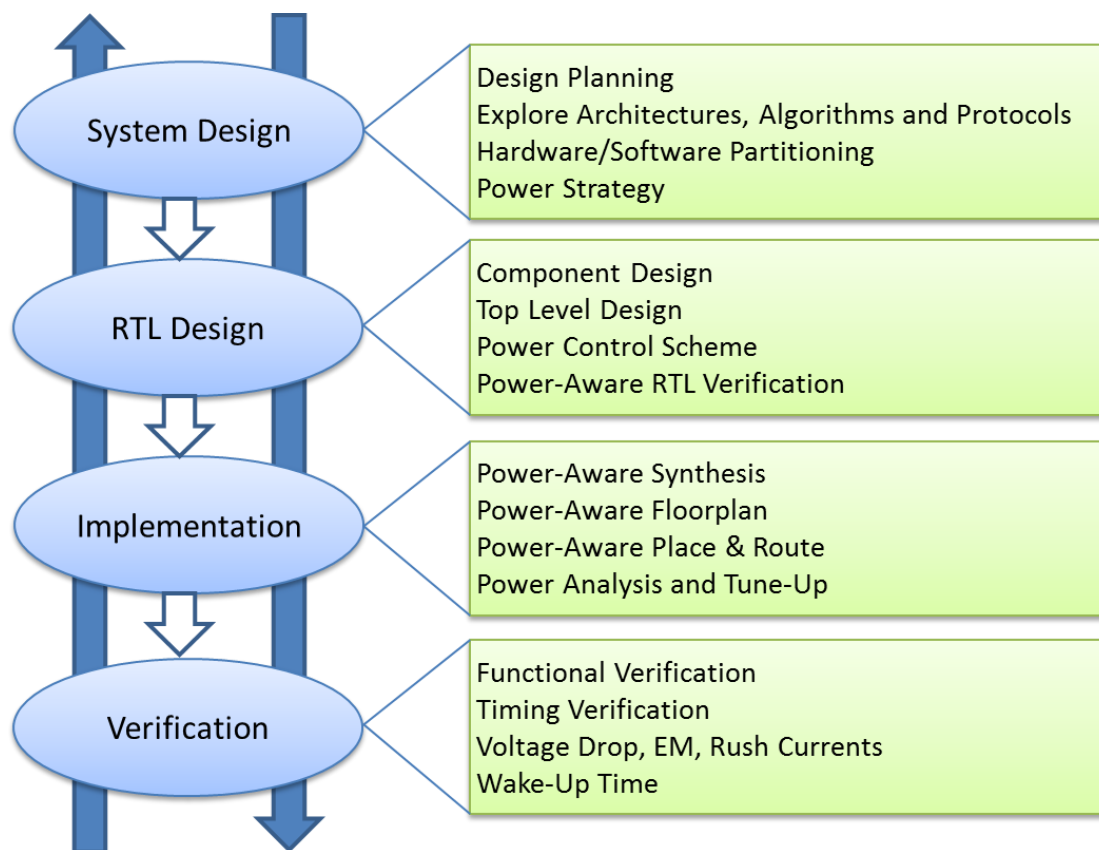 System Design
Design Planning
Explore Architectures, Algorithms and Protocols
Hardware/Software Partitioning
Power Strategy
RTL Design
Component Design
Top Level Design
Power Control Scheme
Power-Aware RTL Verification
Implementation
Power-Aware Synthesis
Power-Aware Floorplan
Power-Aware Place & Route
Power Analysis and Tune-Up
Verification
Functional Verification
Timing Verification
Voltage Drop, EM, Rush Currents
Wake-Up Time